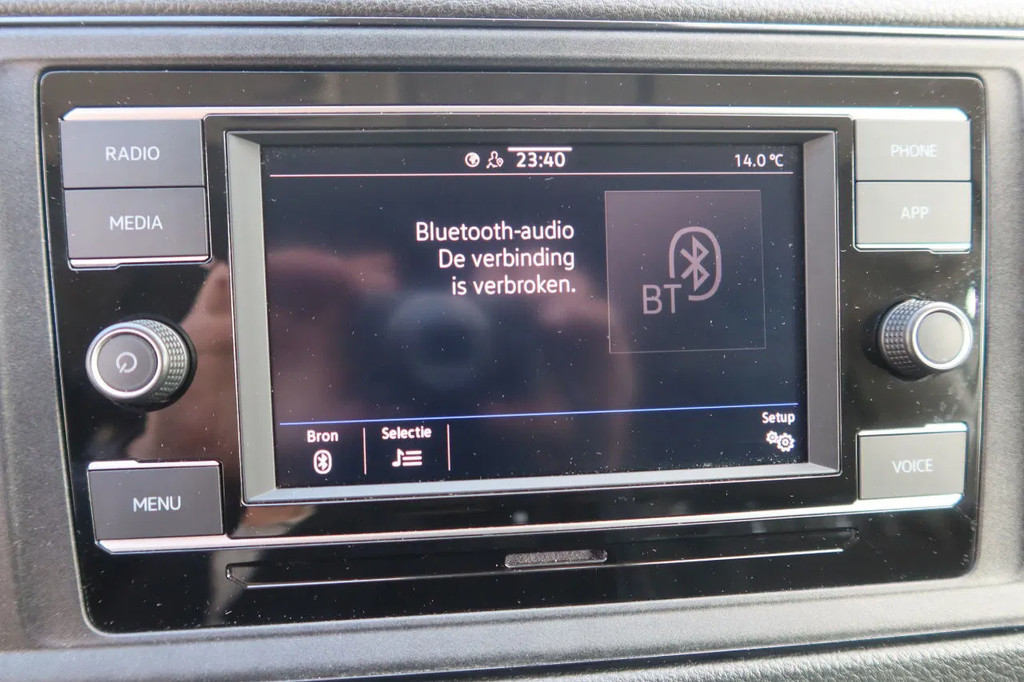 RADIO
MEDIA
MENU
23:40
14.0 °C
Bluetooth-audio
De verbinding
is verbroken.
BT
Bron
Selectie
Setup
PHONE
APP
VOICE